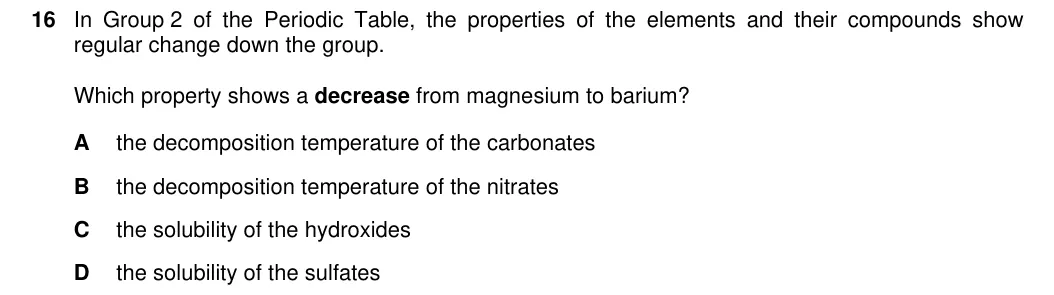 16 In Group 2 of the Periodic Table, the properties of the elements and their compounds show
regular change down the group.
Which property shows a decrease from magnesium to barium?
A the decomposition temperature of the carbonates
B the decomposition temperature of the nitrates
C the solubility of the hydroxides
D the solubility of the sulfates